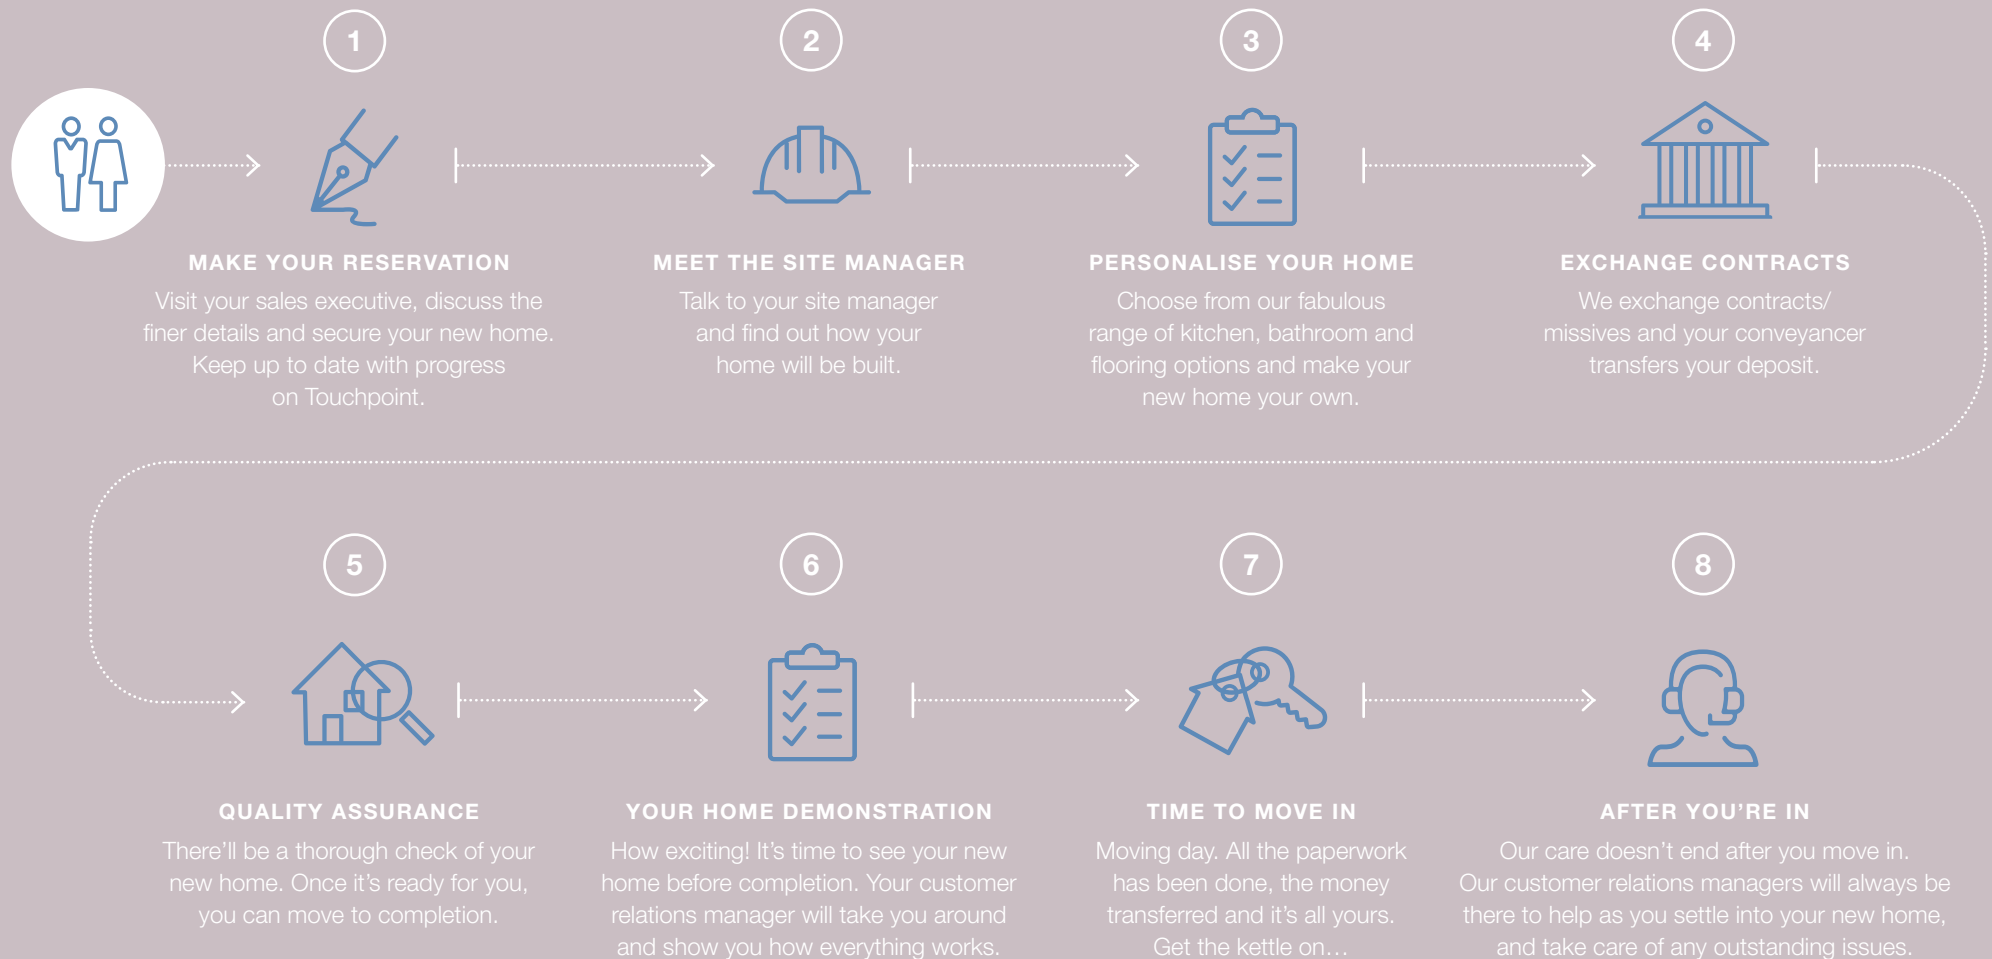 1
MAKE YOUR RESERVATION
Visit your sales executive, discuss the
finer details and secure your new home.
Keep up to date with progress
on Touchpoint.
2
MEET THE SITE MANAGER
Talk to your site manager
and find out how your
home will be built.
3
PERSONALISE YOUR HOME
Choose from our fabulous
range of kitchen, bathroom and
flooring options and make your
new home your own.
4
EXCHANGE CONTRACTS
We exchange contracts/
missives and your conveyancer
transfers your deposit.
5
QUALITY ASSURANCE
There’ll be a thorough check of your
new home. Once it’s ready for you,
you can move to completion.
6
YOUR HOME DEMONSTRATION
How exciting! It’s time to see your new
home before completion. Your customer
relations manager will take you around
and show you how everything works.
7
TIME TO MOVE IN
Moving day. All the paperwork
has been done, the money
transferred and it’s all yours.
Get the kettle on…
8
AFTER YOU’RE IN
Our care doesn’t end after you move in.
Our customer relations managers will always be
there to help as you settle into your new home,
and take care of any outstanding issues.